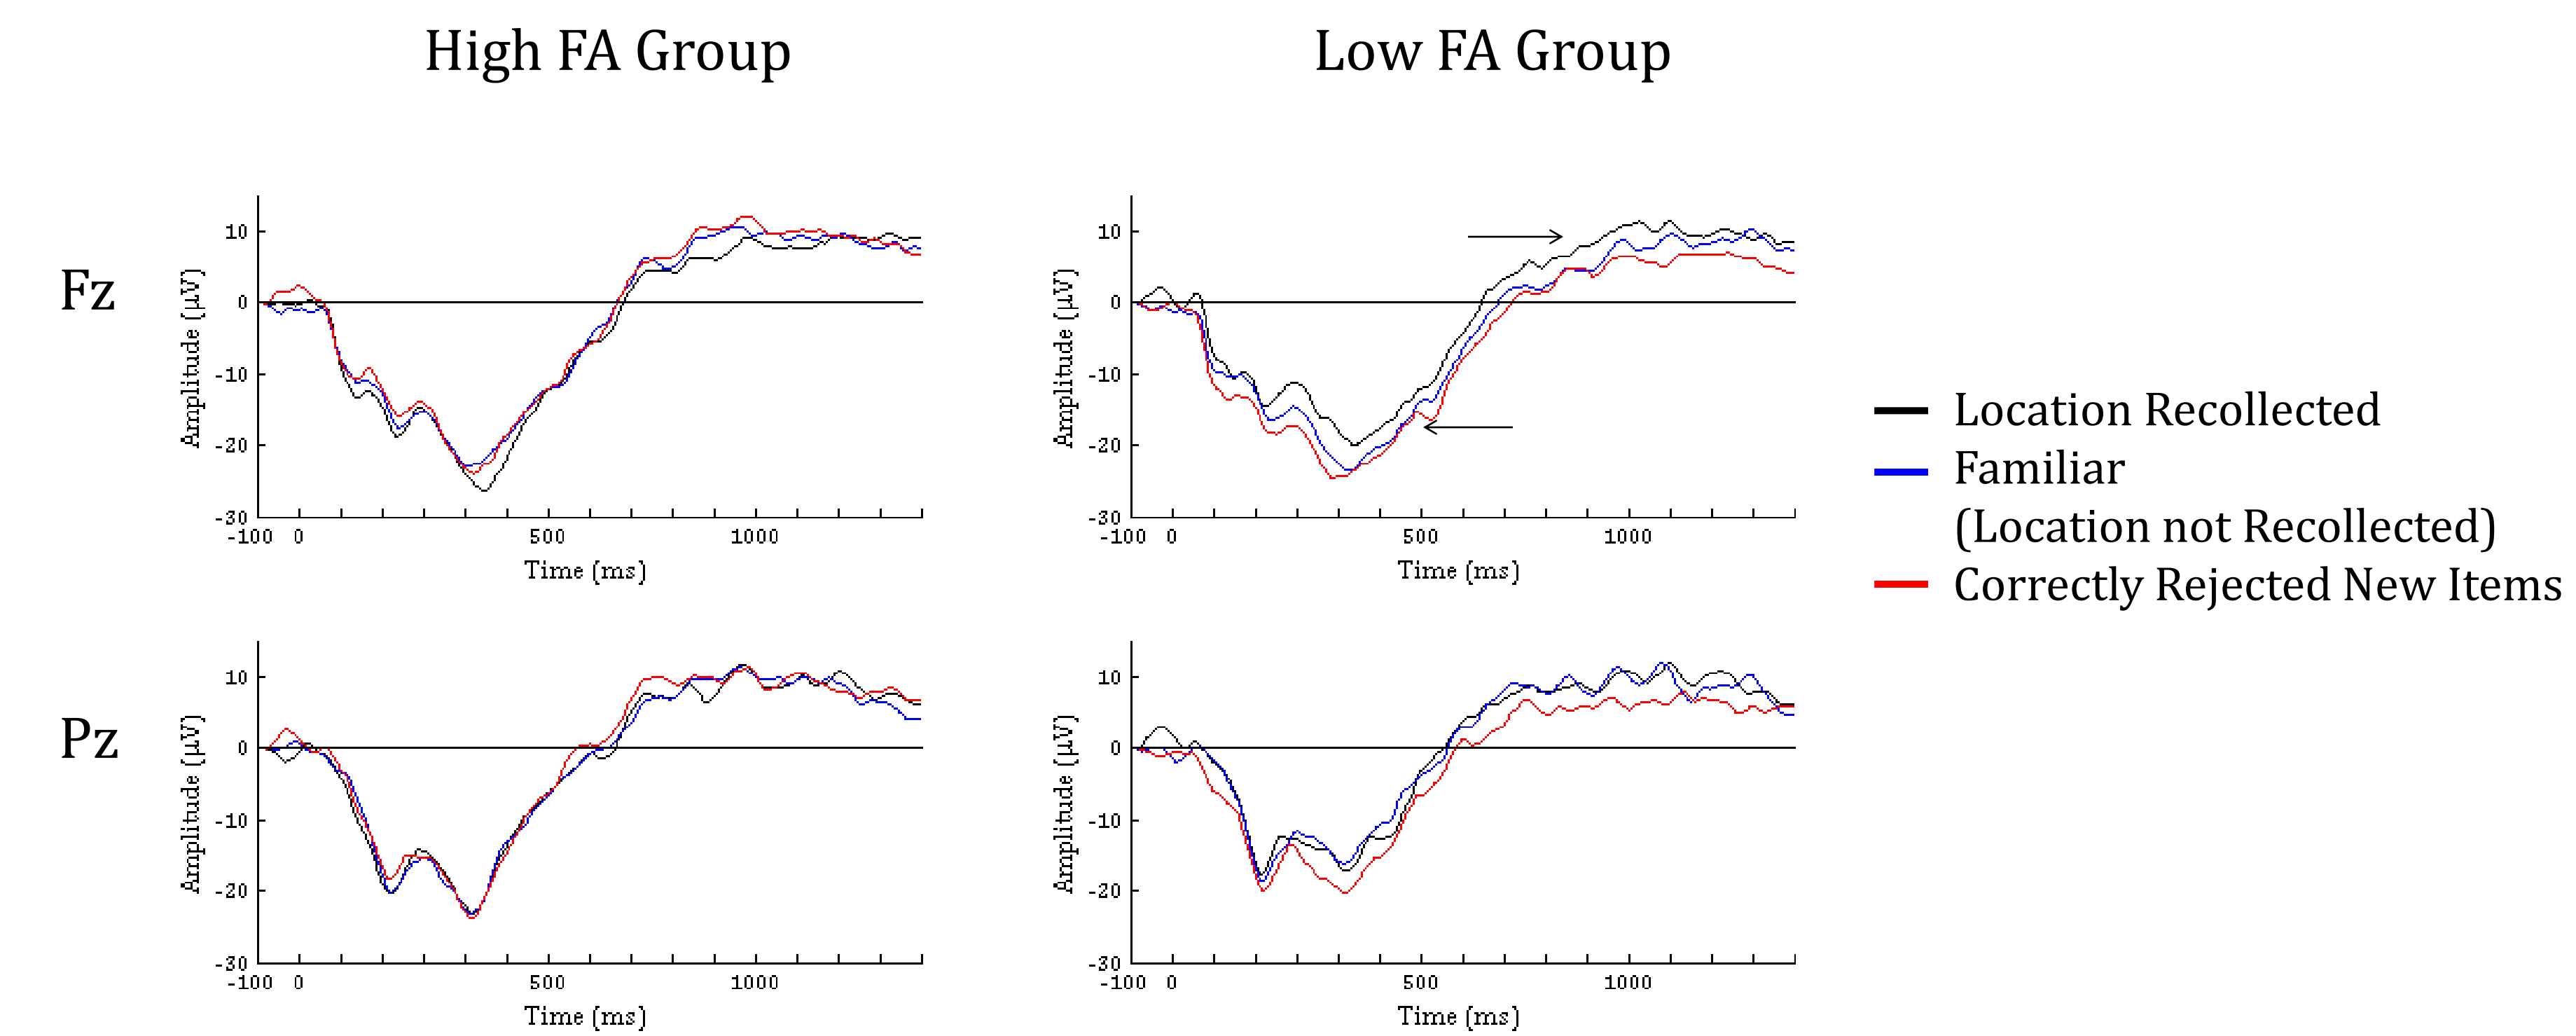 High FA Group
Low FA Group
Fz
10
0
-10
-20
-30
Amplitude (µV)
-100 0 500 1000
Time (ms)
10
0
-10
-20
-30
Amplitude (µV)
-100 0 500 1000
Time (ms)
Location Recollected
Familiar
(Location not Recollected)
Correctly Rejected New Items
Pz
10
0
-10
-20
-30
Amplitude (µV)
-100 0 500 1000
Time (ms)
10
0
-10
-20
-30
Amplitude (µV)
-100 0 500 1000
Time (ms)